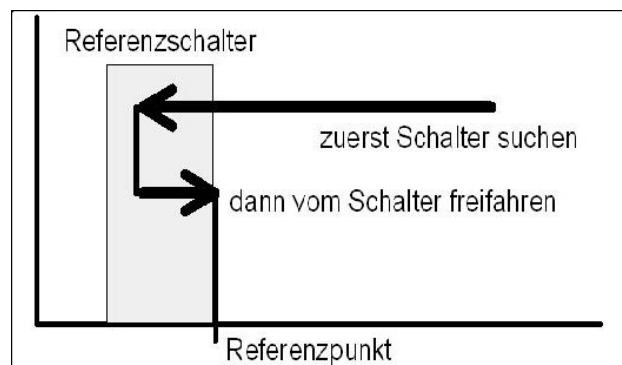 Referenzschalter
zuerst Schalter suchen
dann vom Schalter freifahren
Referenzpunkt